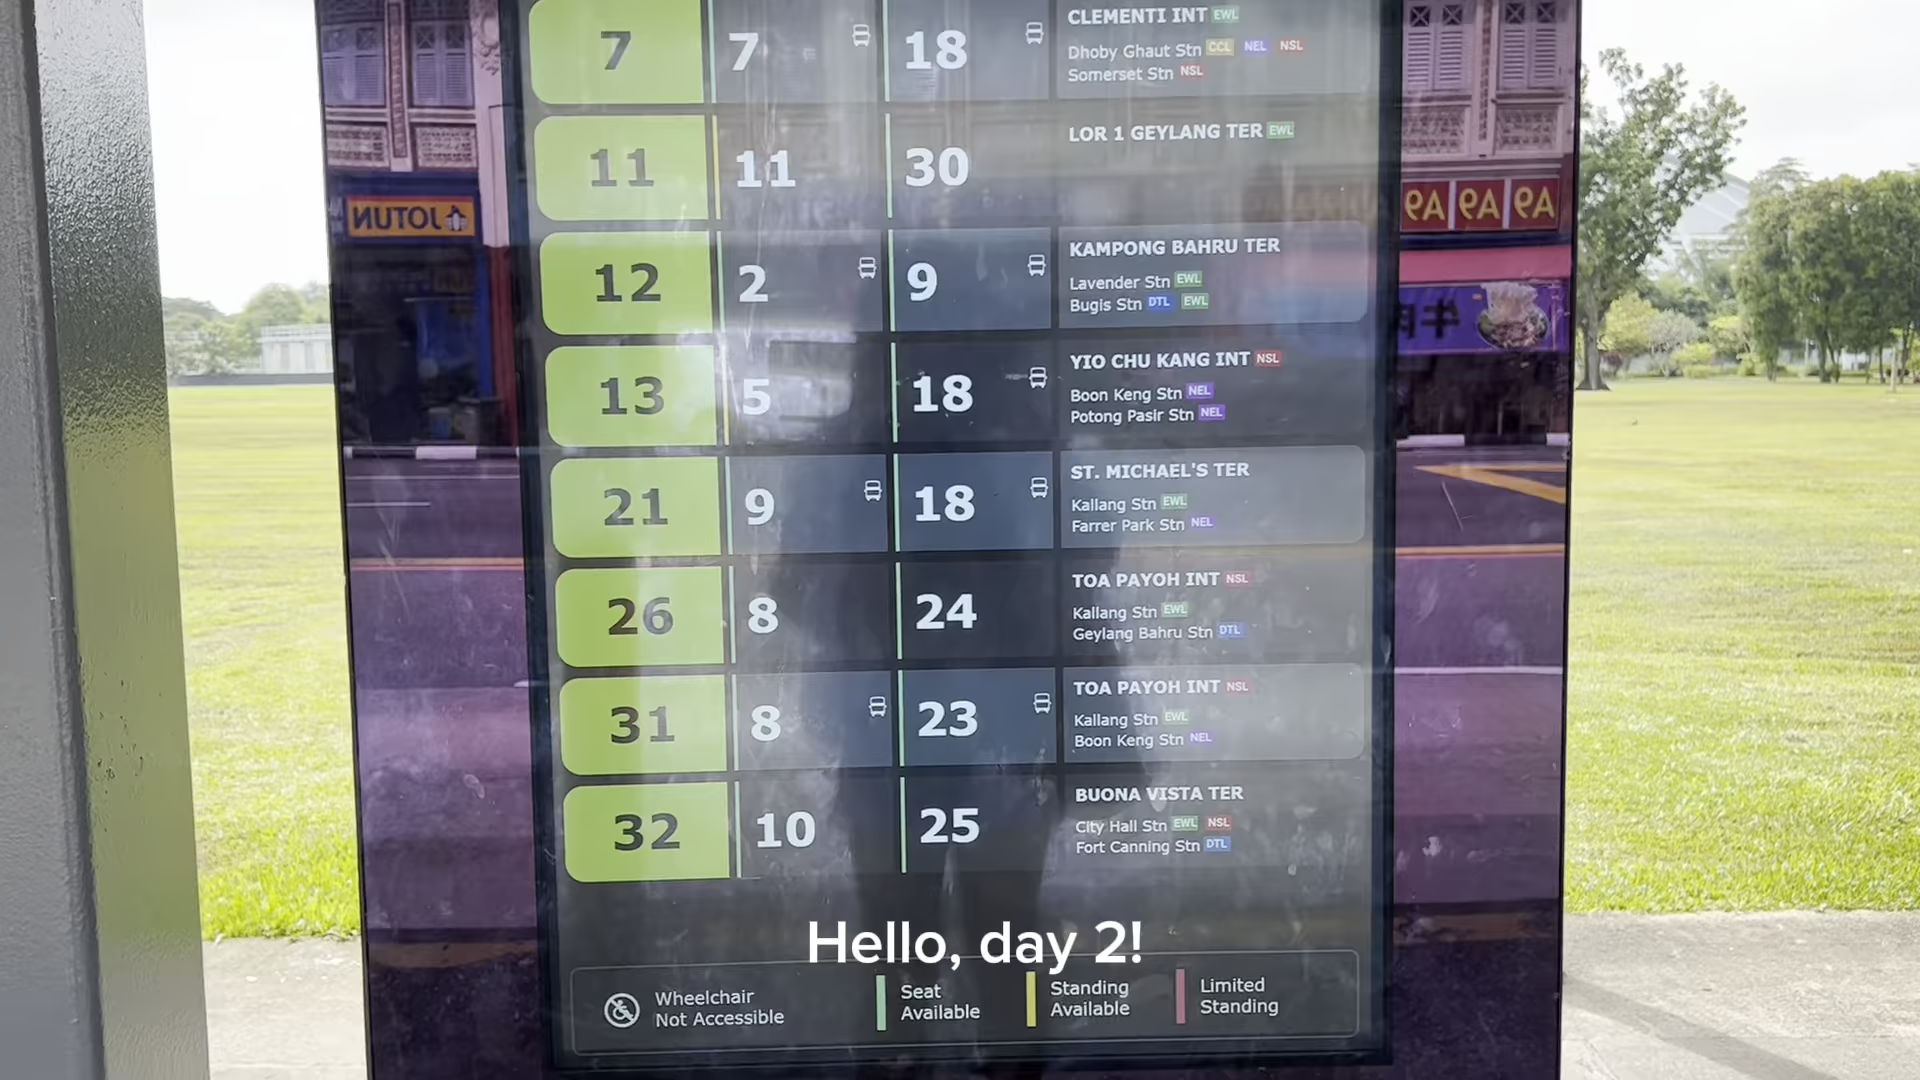 7 7 18 CLEMENTI INT EWL
Dhoby Ghaut Stn CCL NEL NSL
Somerset Stn NSL
11 11 30 LOR 1 GEYLANG TER EWL
JOTUN
A9 A9 A9
12 2 9 KAMPONG BAHRU TER
Lavender Stn EWL
Bugis Stn DTL EWL
13 5 18 YIO CHU KANG INT NSL
Boon Keng Stn NEL
Potong Pasir Stn NEL
21 9 18 ST. MICHAEL'S TER
Kallang Stn EWL
Farrer Park Stn NEL
26 8 24 TOA PAYOH INT NSL
Kallang Stn EWL
Geylang Bahru Stn DTL
31 8 23 TOA PAYOH INT NSL
Kallang Stn EWL
Boon Keng Stn NEL
32 10 25 BUONA VISTA TER
City Hall Stn EWL NSL
Fort Canning Stn DTL
Hello, day 2!
Wheelchair
Not Accessible
Seat
Available
Standing
Available
Limited
Standing